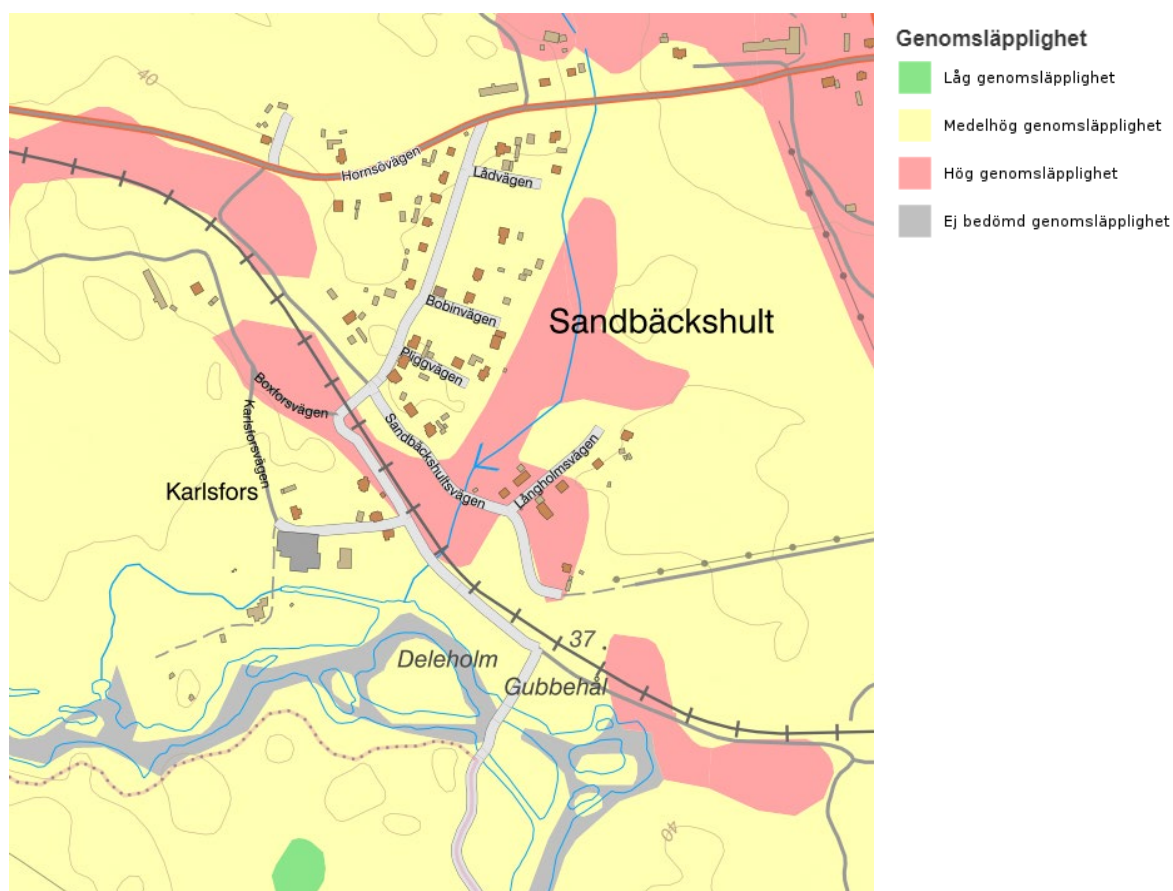 Genomsläpplighet
Låg genomsläpplighet
Medelhög genomsläpplighet
Hög genomsläpplighet
Ej bedömd genomsläpplighet
40
Hornsövägen
Lådvägen
Bobinvägen
Sandbäckshult
Pliggvägen
Boxforsvägen
Karlsforsvägen
Sandbäckshultsvägen
Långholmsvägen
Karlsfors
37
Deleholm
Gubbehål
40